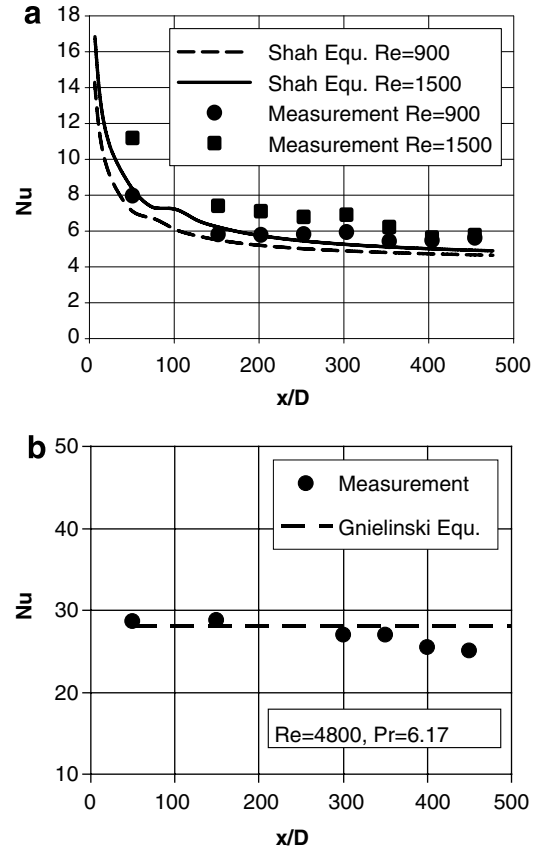 a
18
16
14
12
10
8
6
4
2
0
Nu
Shah Equ. Re=900
Shah Equ. Re=1500
Measurement Re=900
Measurement Re=1500
0 100 200 300 400 500
x/D
b
50
40
30
20
10
Nu
Measurement
Gnielinski Equ.
Re=4800, Pr=6.17
0 100 200 300 400 500
x/D